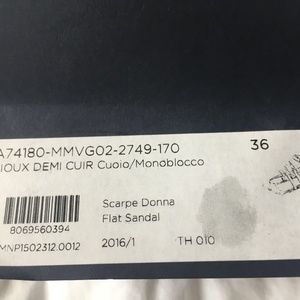 A74180-MMVG02-2749-170 36
IOUX DEMI CUIR Cuoio/Monoblocco
Scarpe Donna
Flat Sandal
8069560394
MNP1502312.0012 2016/1 TH 010